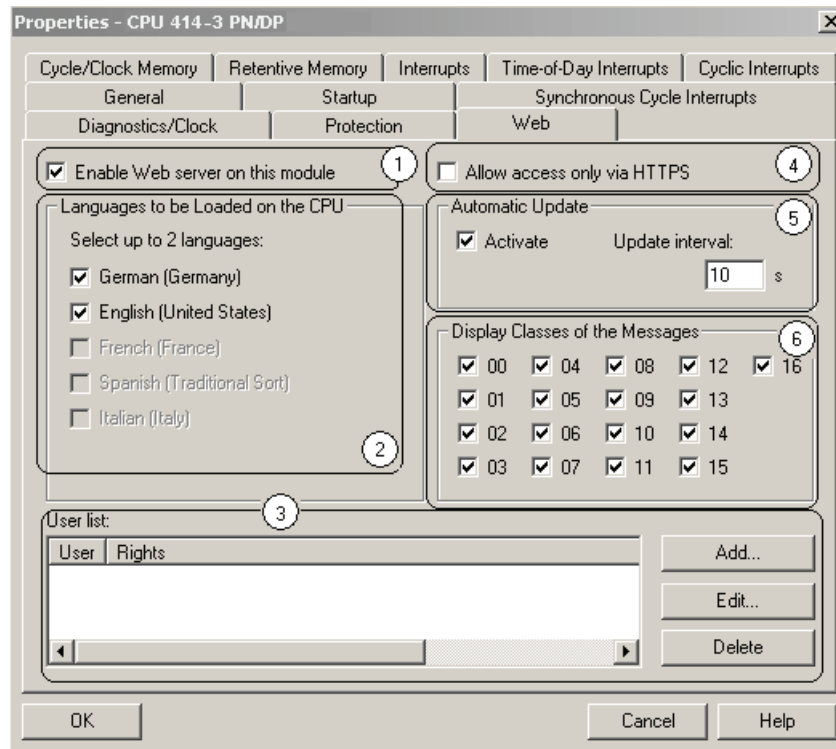 Properties - CPU 414-3 PN/DP
Cycle/Clock Memory Retentive Memory Interrupts Time-of-Day Interrupts Cyclic Interrupts
General Startup Synchronous Cycle Interrupts
Diagnostics/Clock Protection Web
Enable Web server on this module 1
Allow access only via HTTPS 4
Languages to be Loaded on the CPU
Select up to 2 languages:
German (Germany)
English (United States)
French (France)
Spanish (Traditional Sort)
Italian (Italy)
2
Automatic Update 5
Activate Update interval:
10 s
Display Classes of the Messages 6
00 04 08 12 16
01 05 09 13
02 06 10 14
03 07 11 15
3
User list:
User Rights
Add...
Edit...
Delete
OK Cancel Help